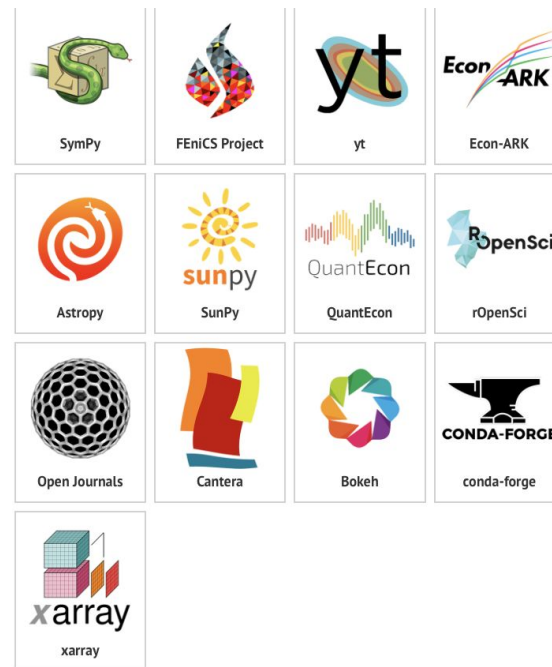 yt
Econ
ARK
SymPy
FEniCS Project
yt
Econ-ARK
sunpy
QuantEcon
ROpenSci
Astropy
SunPy
QuantEcon
rOpenSci
CONDA-FORGE
Open Journals
Cantera
Bokeh
conda-forge
xarray
xarray